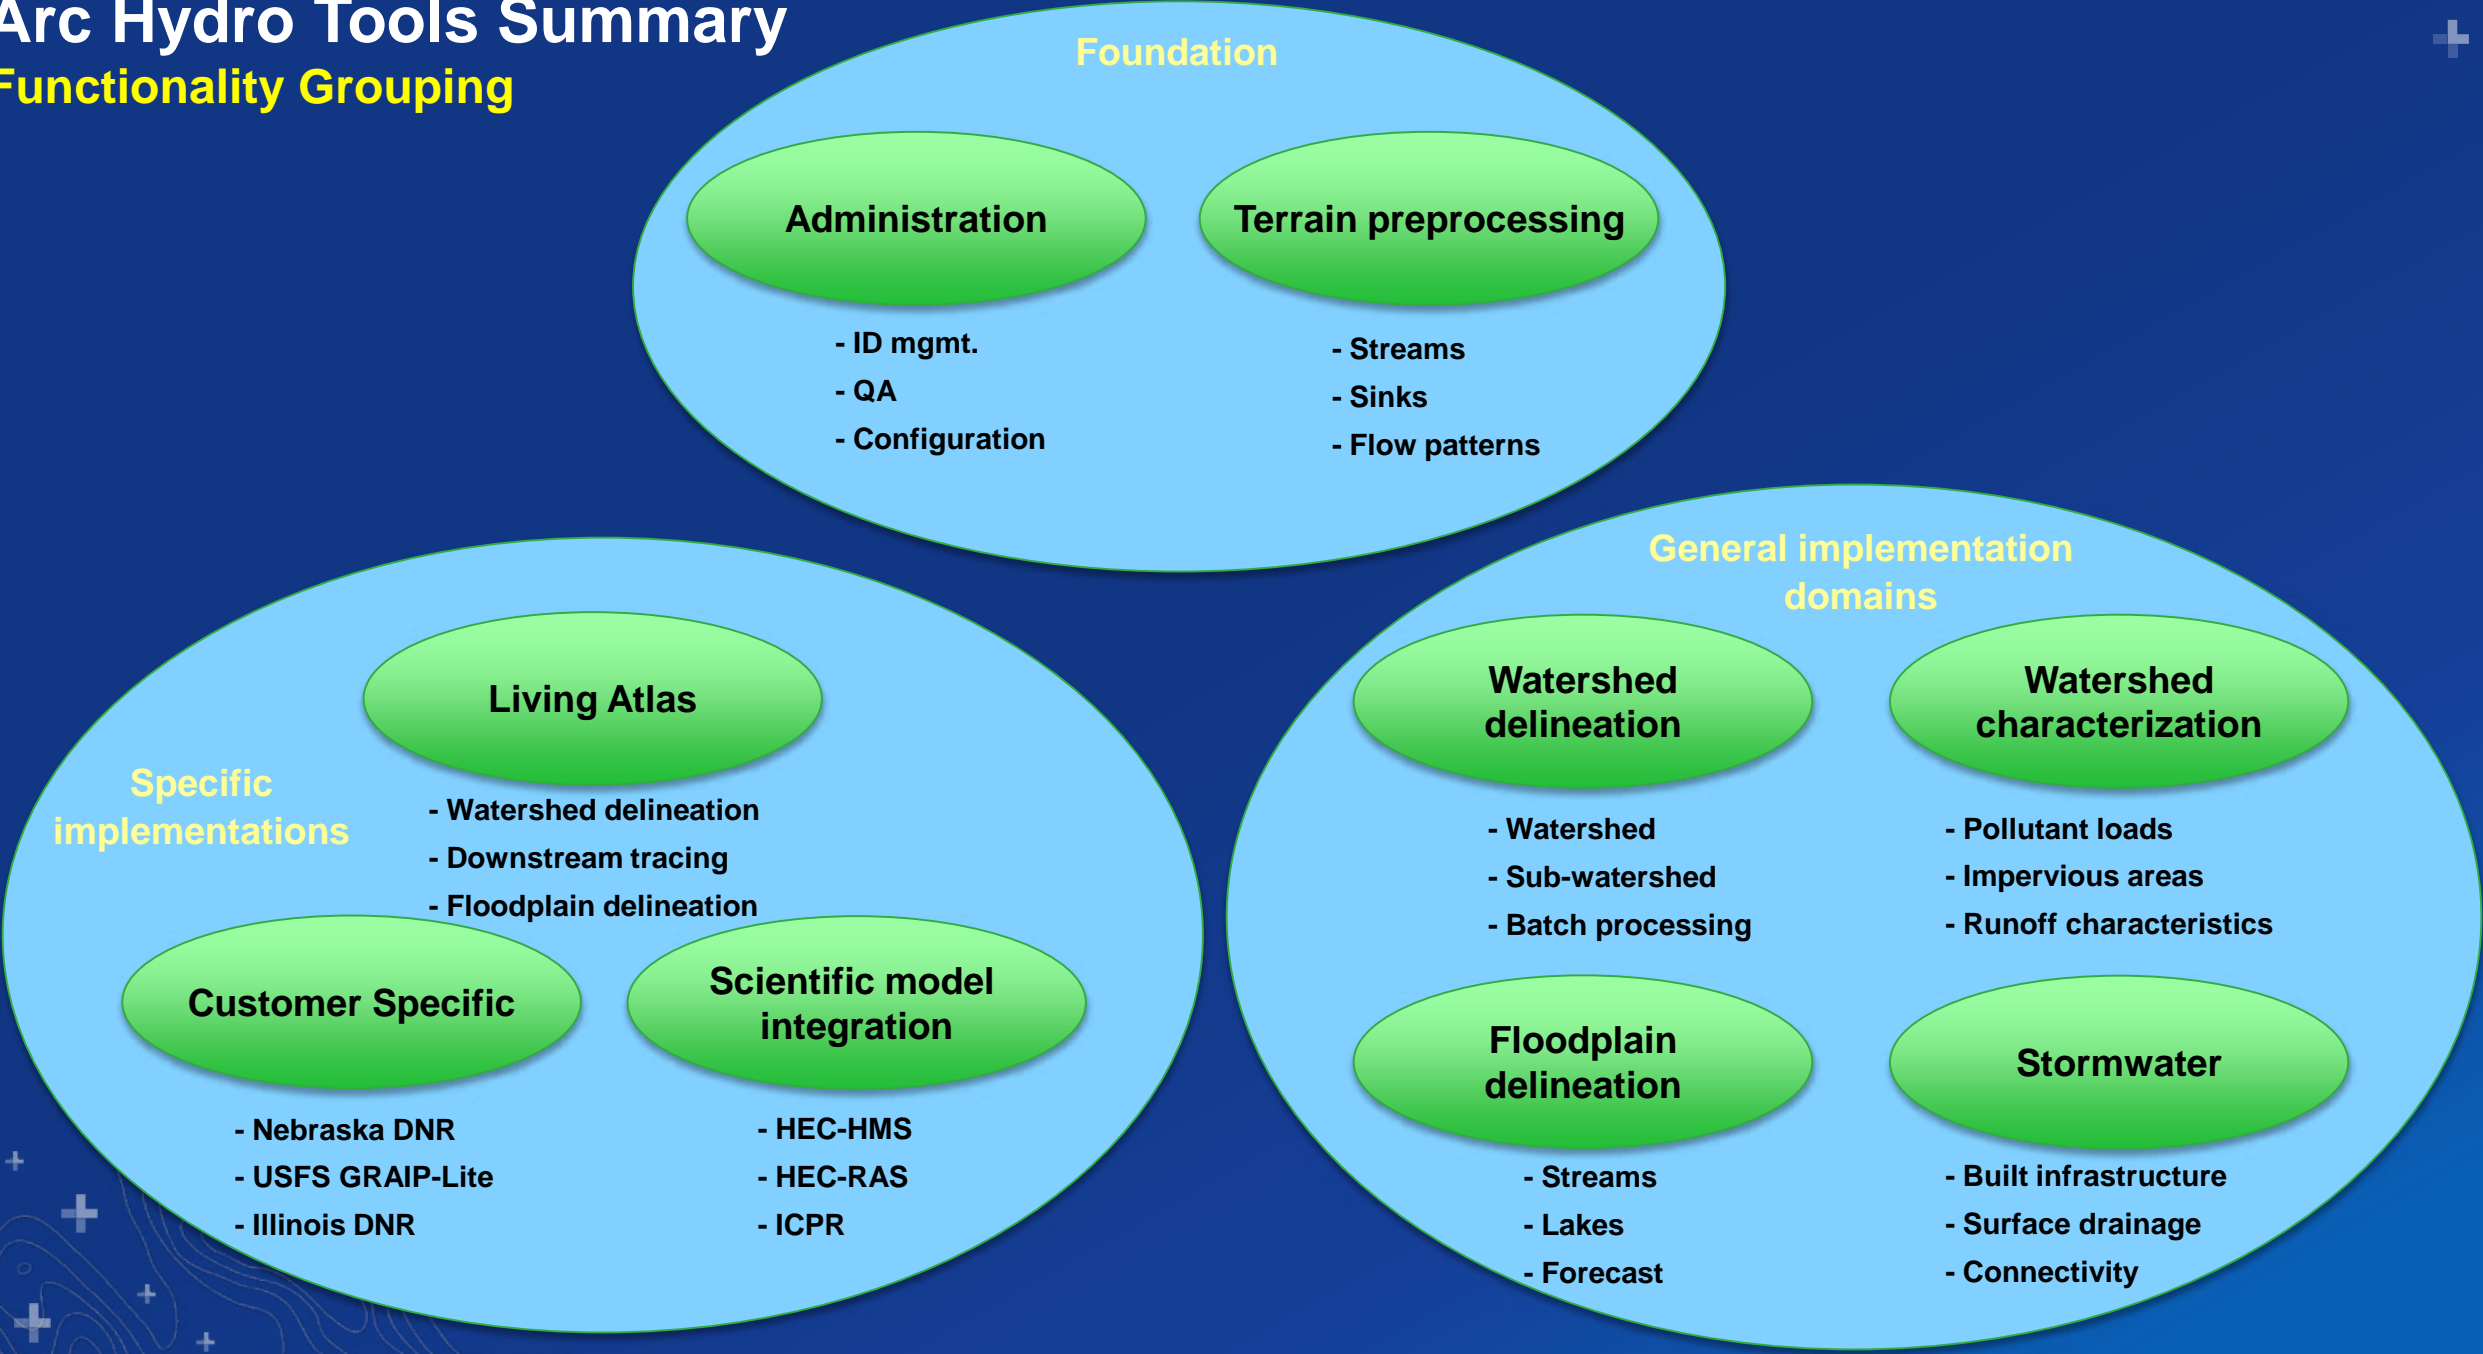 Arc Hydro Tools Summary
Functionality Grouping
Foundation
Administration
- ID mgmt.
- QA
- Configuration
Terrain preprocessing
- Streams
- Sinks
- Flow patterns
Specific
implementations
Living Atlas
- Watershed delineation
- Downstream tracing
- Floodplain delineation
Customer Specific
- Nebraska DNR
- USFS GRAIP-Lite
- Illinois DNR
Scientific model
integration
- HEC-HMS
- HEC-RAS
- ICPR
General implementation
domains
Watershed
delineation
- Watershed
- Sub-watershed
- Batch processing
Watershed
characterization
- Pollutant loads
- Impervious areas
- Runoff characteristics
Floodplain
delineation
- Streams
- Lakes
- Forecast
Stormwater
- Built infrastructure
- Surface drainage
- Connectivity